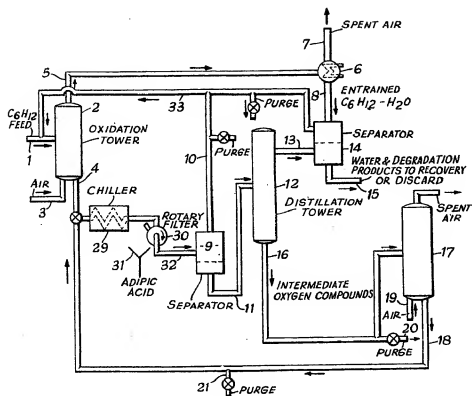 SPENT AIR
7
5
6
8
ENTRAINED
C6H12-H2O
33
C6H12
FEED
1
2
OXIDATION
TOWER
4
PURGE
10
PURGE
13
SEPARATOR
14
WATER & DEGRADATION
PRODUCTS TO RECOVERY
OR DISCARD
15
AIR
3
CHILLER
29
ROTARY
FILTER
30
31
ADIPIC
ACID
32
9
SEPARATOR
11
12
DISTILLATION
TOWER
16
INTERMEDIATE
OXYGEN COMPOUNDS
SPENT
AIR
17
19
AIR
20
PURGE
18
21
PURGE